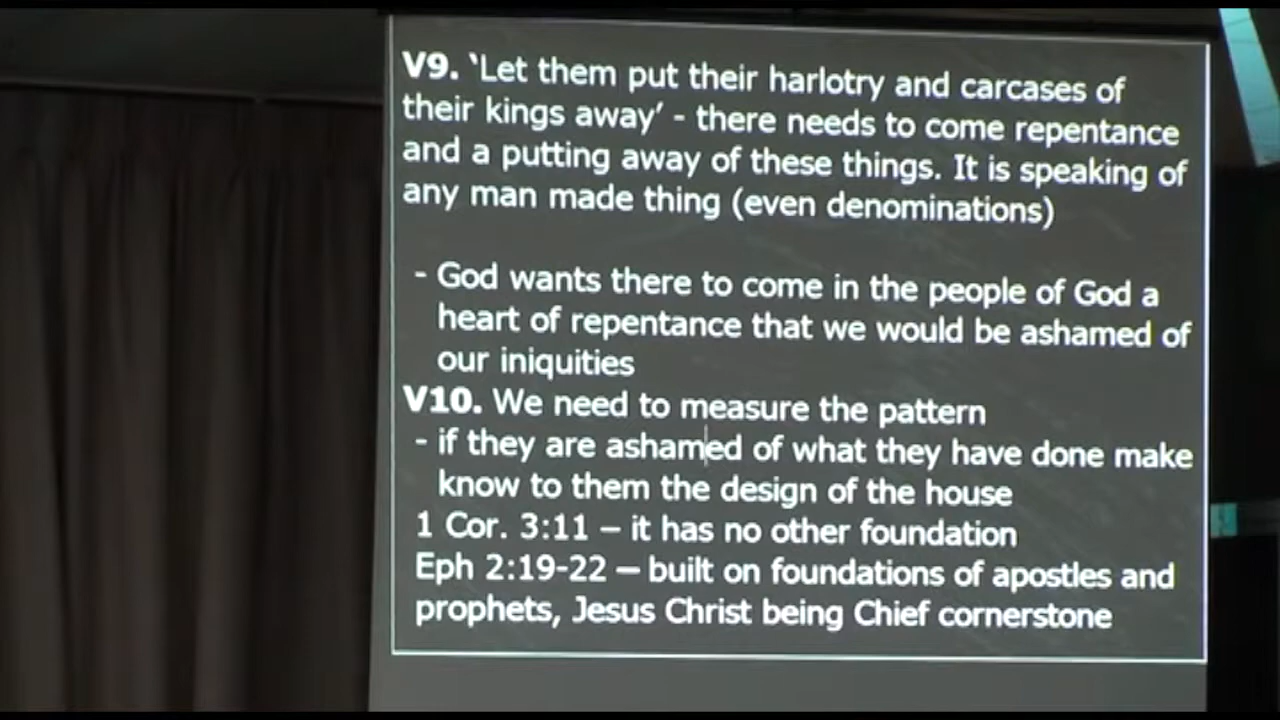 V9. ‘Let them put their harlotry and carcases of
their kings away’ - there needs to come repentance
and a putting away of these things. It is speaking of
any man made thing (even denominations)
- God wants there to come in the people of God a
heart of repentance that we would be ashamed of
our iniquities
V10. We need to measure the pattern
- if they are ashamed of what they have done make
know to them the design of the house
1 Cor. 3:11 – it has no other foundation
Eph 2:19-22 – built on foundations of apostles and
prophets, Jesus Christ being Chief cornerstone